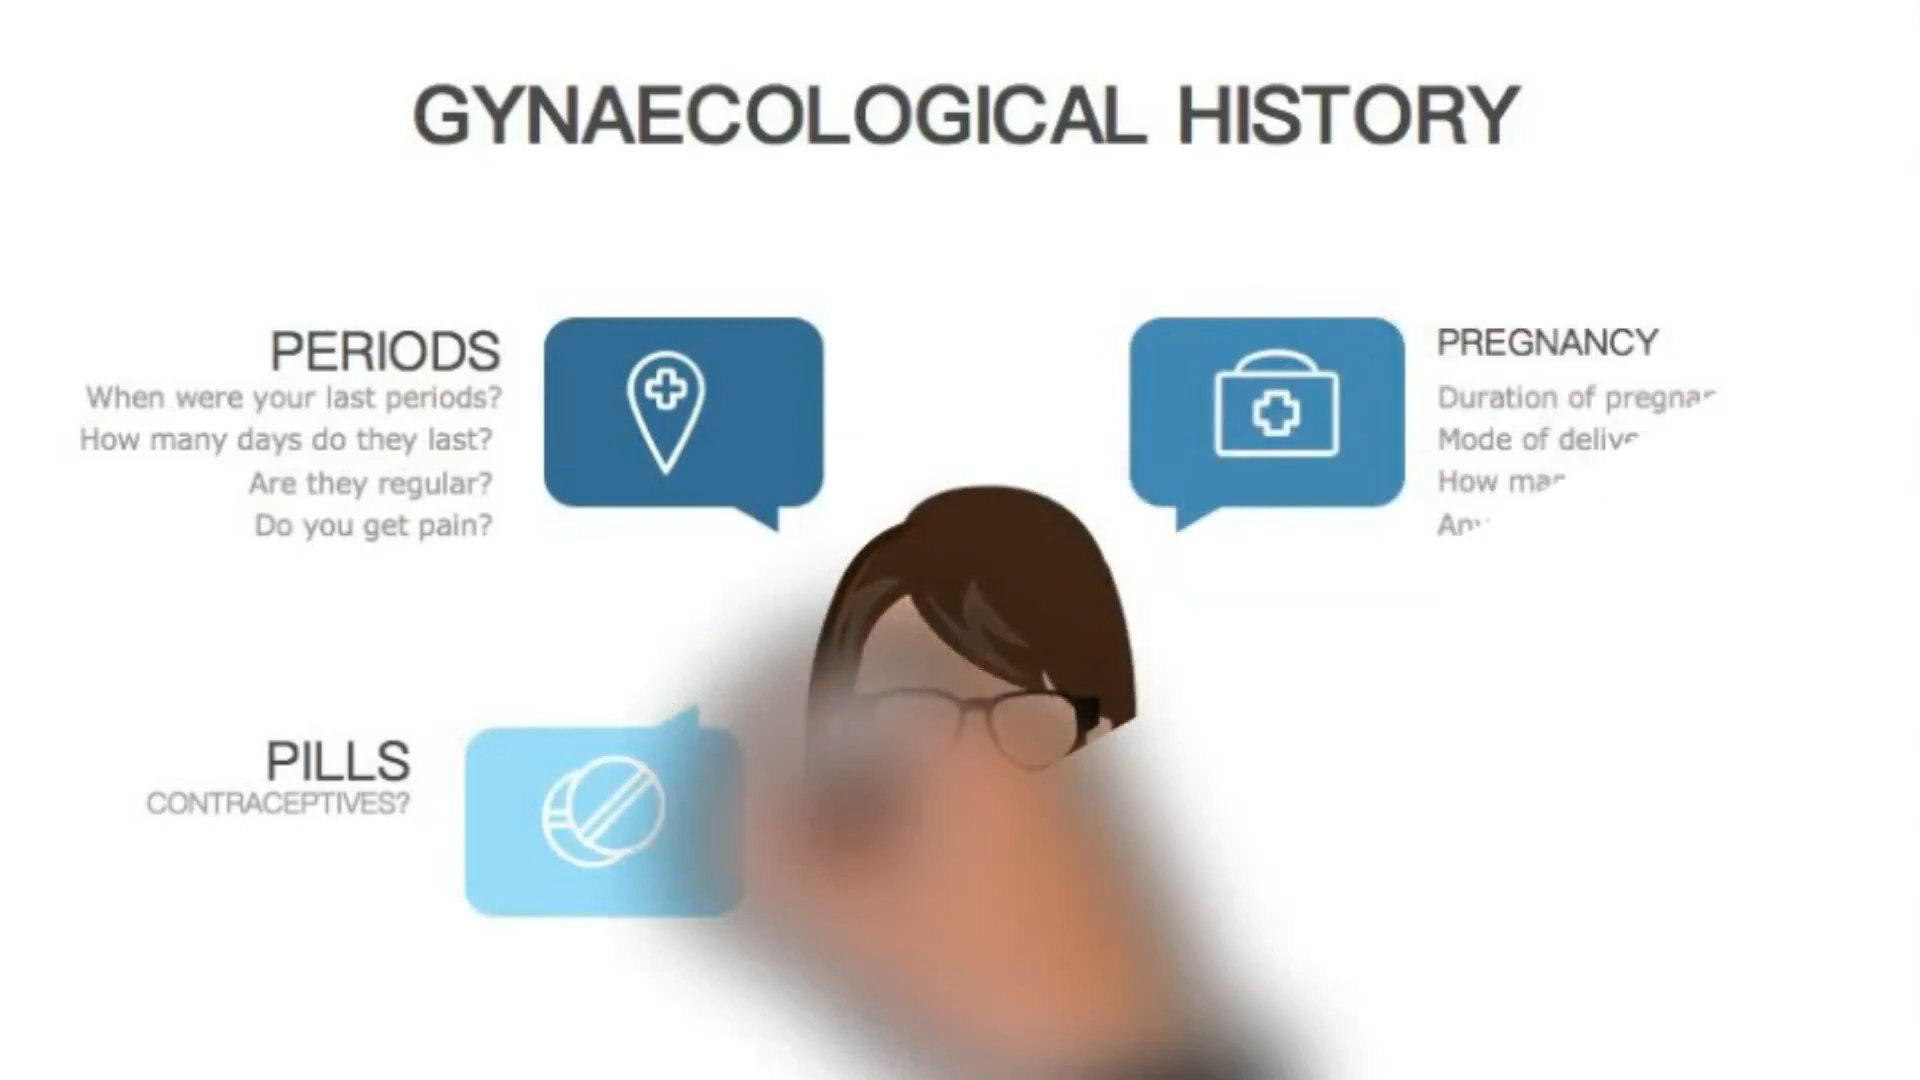 GYNAECOLOGICAL HISTORY
PERIODS
When were your last periods?
How many days do they last?
Are they regular?
Do you get pain?
PREGNANCY
Duration of
Mode of
How
PILLS
CONTRACEPTIVES?